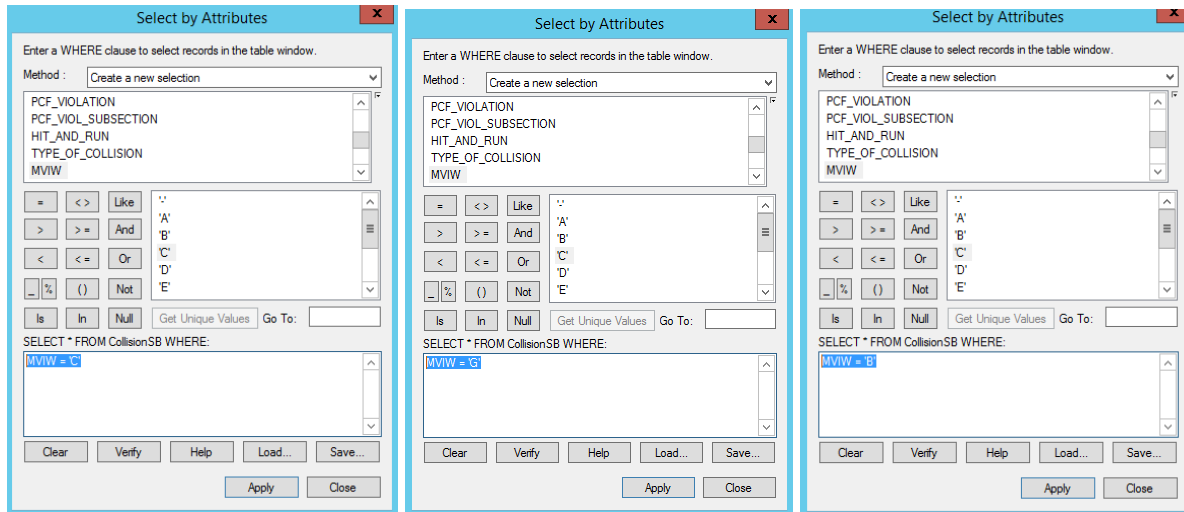 Select by Attributes
x
Enter a WHERE clause to select records in the table window.
Method :
Create a new selection
PCF_VIOLATION
PCF_VIOL_SUBSECTION
HIT_AND_RUN
TYPE_OF_COLLISION
MVIW
= <> Like
> > = And
< < = Or
_ % () Not
Is In Null
'-'
'A'
'B'
'C'
'D'
'E'
Get Unique Values Go To:
SELECT * FROM CollisionSB WHERE:
MVIW = 'C'
Clear Verify Help Load... Save...
Apply Close
Select by Attributes
x
Enter a WHERE clause to select records in the table window.
Method :
Create a new selection
PCF_VIOLATION
PCF_VIOL_SUBSECTION
HIT_AND_RUN
TYPE_OF_COLLISION
MVIW
= <> Like
> > = And
< < = Or
_ % () Not
Is In Null
'-'
'A'
'B'
'C'
'D'
'E'
Get Unique Values Go To:
SELECT * FROM CollisionSB WHERE:
MVIW = 'G'
Clear Verify Help Load... Save...
Apply Close
Select by Attributes
x
Enter a WHERE clause to select records in the table window.
Method :
Create a new selection
PCF_VIOLATION
PCF_VIOL_SUBSECTION
HIT_AND_RUN
TYPE_OF_COLLISION
MVIW
= <> Like
> > = And
< < = Or
_ % () Not
Is In Null
'-'
'A'
'B'
'C'
'D'
'E'
Get Unique Values Go To:
SELECT * FROM CollisionSB WHERE:
MVIW = 'B'
Clear Verify Help Load... Save...
Apply Close